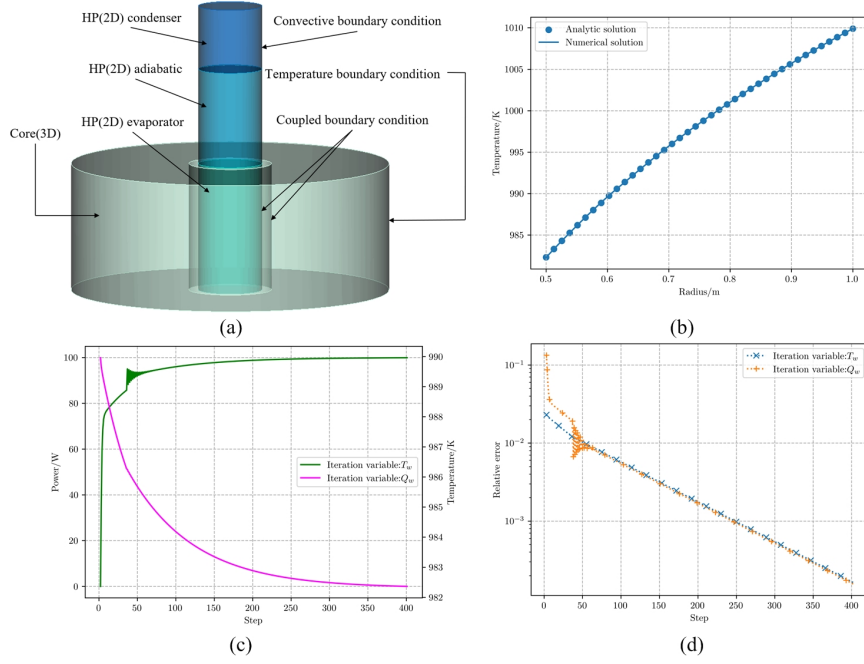 HP(2D) condenser
Convective boundary condition
HP(2D) adiabatic
Temperature boundary condition
HP(2D) evaporator
Coupled boundary condition
Core(3D)
(a)
1010
1005
1000
995
990
985
Temperature/K
Analytic solution
Numerical solution
0.5 0.6 0.7 0.8 0.9 1.0
Radius/m
(b)
100
80
60
40
20
0
Power/W
Iteration variable:T_w
Iteration variable:Q_w
990
989
988
987
986
985
984
983
982
Temperature/K
0 50 100 150 200 250 300 350 400
Step
(c)
10⁻¹
10⁻²
10⁻³
Relative error
Iteration variable:T_w
Iteration variable:Q_w
0 50 100 150 200 250 300 350 400
Step
(d)